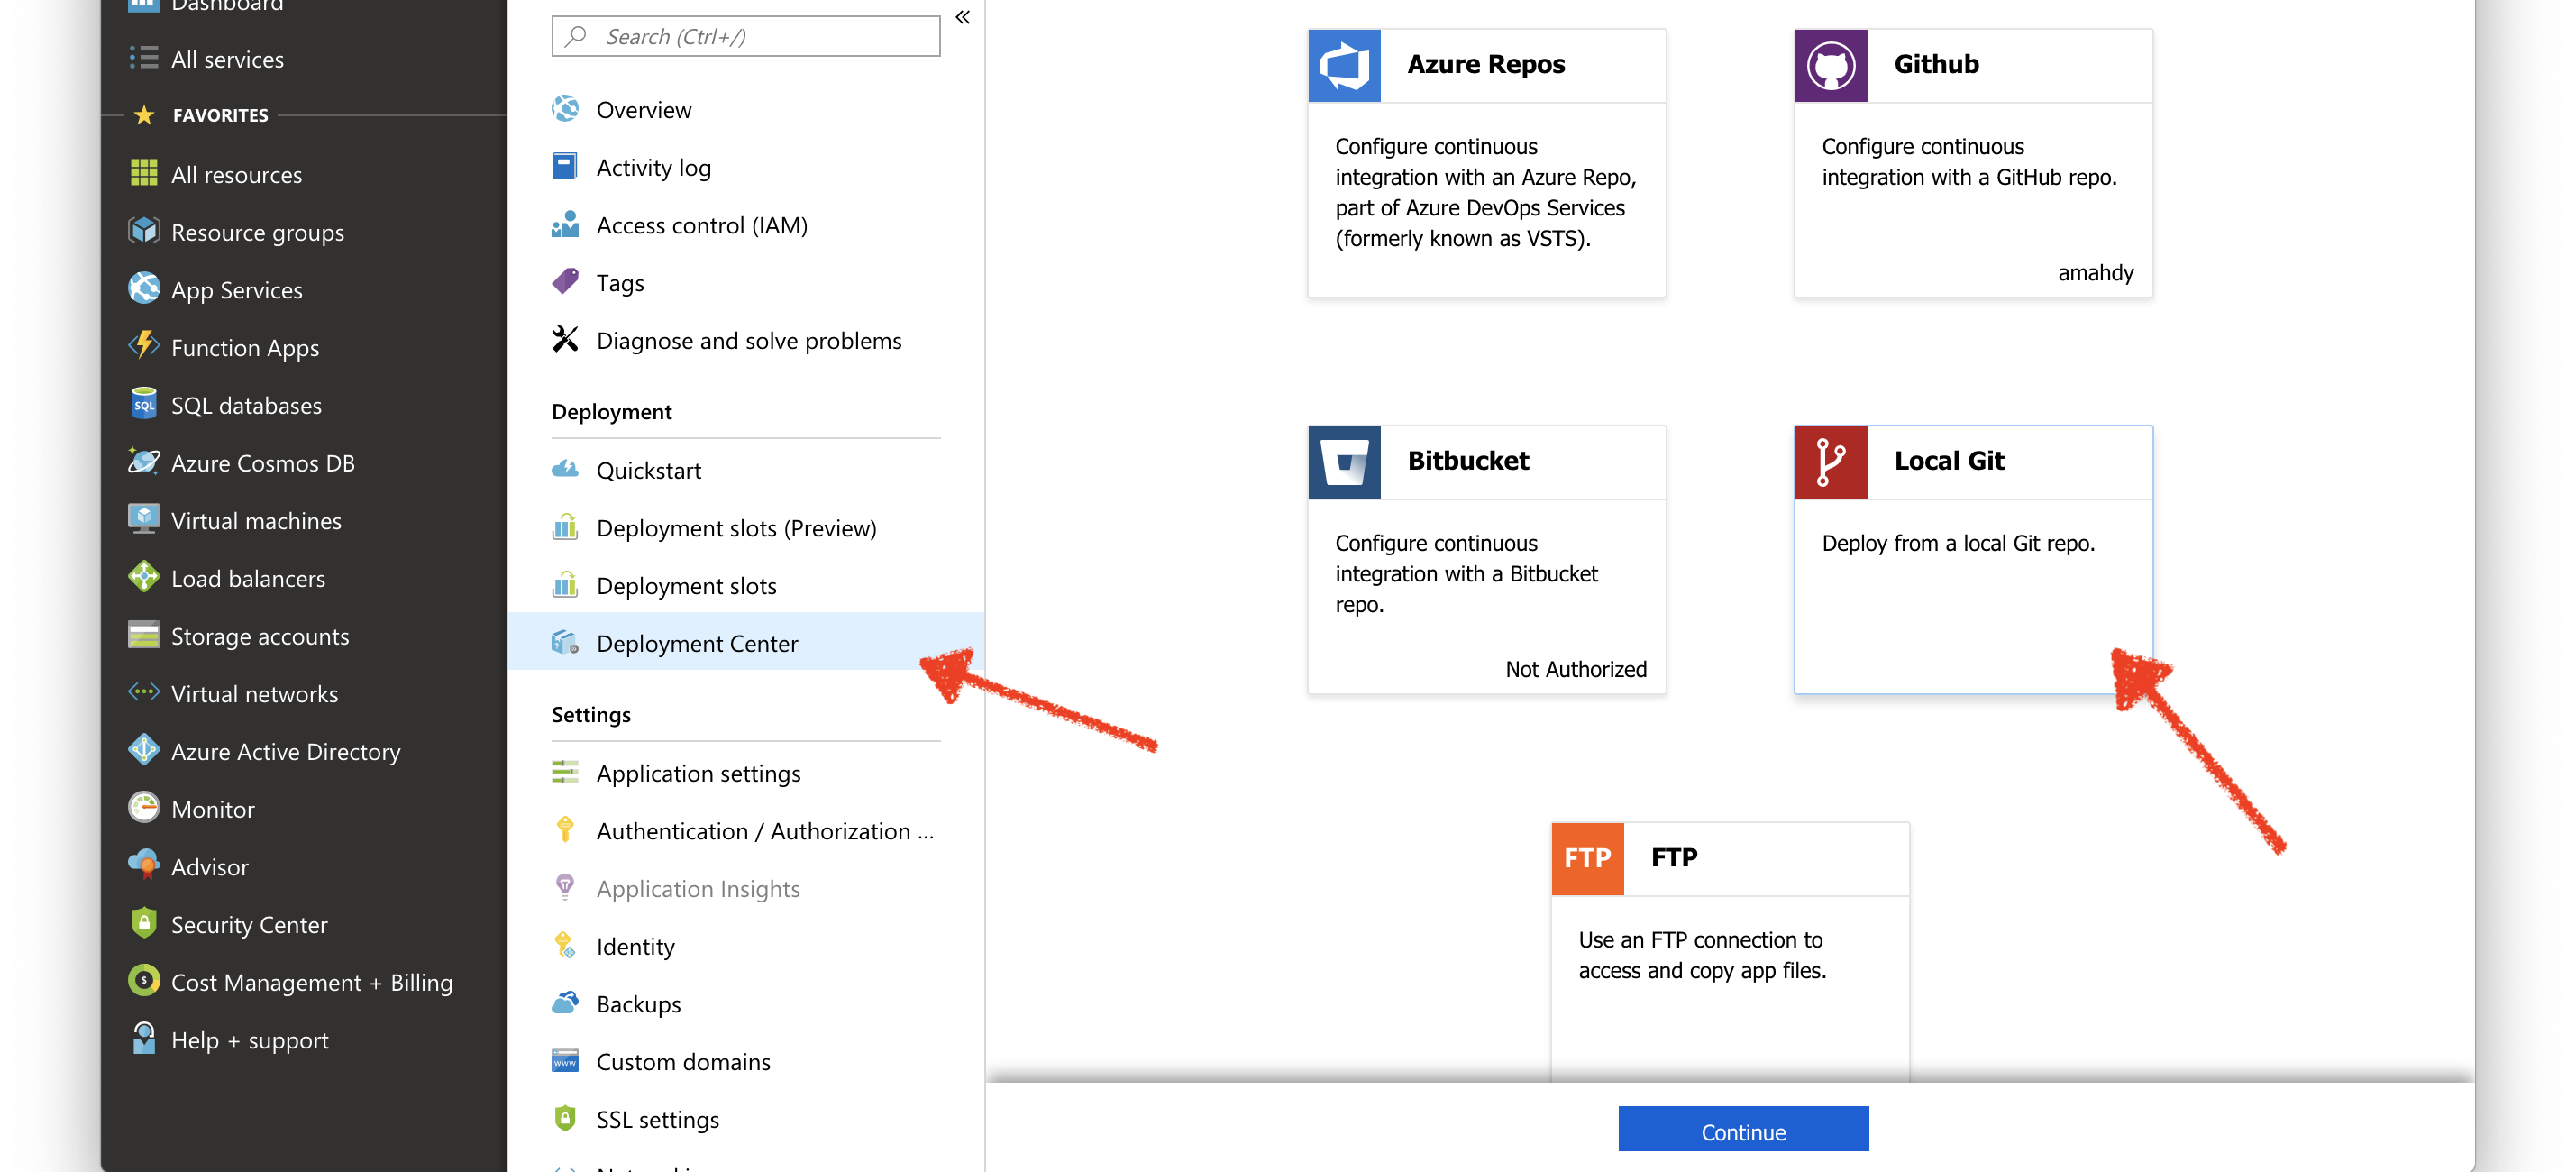 Dashboard
All services
FAVORITES
All resources
Resource groups
App Services
Function Apps
SQL
SQL databases
Azure Cosmos DB
Virtual machines
Load balancers
Storage accounts
Virtual networks
Azure Active Directory
Monitor
Advisor
Security Center
Cost Management + Billing
Help + support
«
Search (Ctrl+/)
Overview
Activity log
Access control (IAM)
Tags
Diagnose and solve problems
Deployment
Quickstart
Deployment slots (Preview)
Deployment slots
Deployment Center
Settings
Application settings
Authentication / Authorization ...
Application Insights
Identity
Backups
www
Custom domains
SSL settings
Azure Repos
Configure continuous
integration with an Azure Repo,
part of Azure DevOps Services
(formerly known as VSTS).
Github
Configure continuous
integration with a GitHub repo.
amahdy
Bitbucket
Configure continuous
integration with a Bitbucket
repo.
Not Authorized
Local Git
Deploy from a local Git repo.
FTP
FTP
Use an FTP connection to
access and copy app files.
Continue